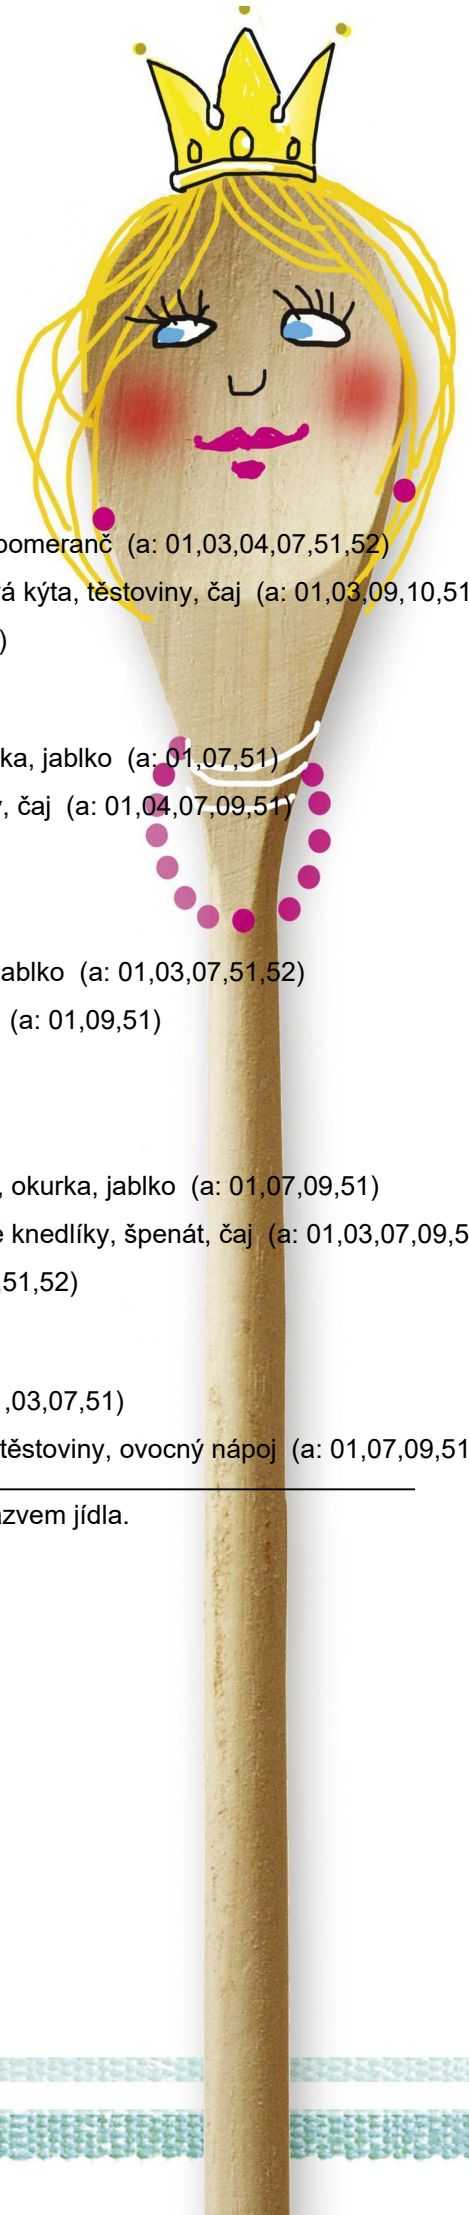 pomeranč (a: 01,03,04,07,51,52)
á kýta, těstoviny, čaj (a: 01,03,09,10,51
)
ka, jablko (a: 01,07,51)
, čaj (a: 01,04,07,09,51)
ablko (a: 01,03,07,51,52)
(a: 01,09,51)
, okurka, jablko (a: 01,07,09,51)
e knedlíky, špenát, čaj (a: 01,03,07,09,5
51,52)
,03,07,51)
těstoviny, ovocný nápoj (a: 01,07,09,51
zvem jídla.